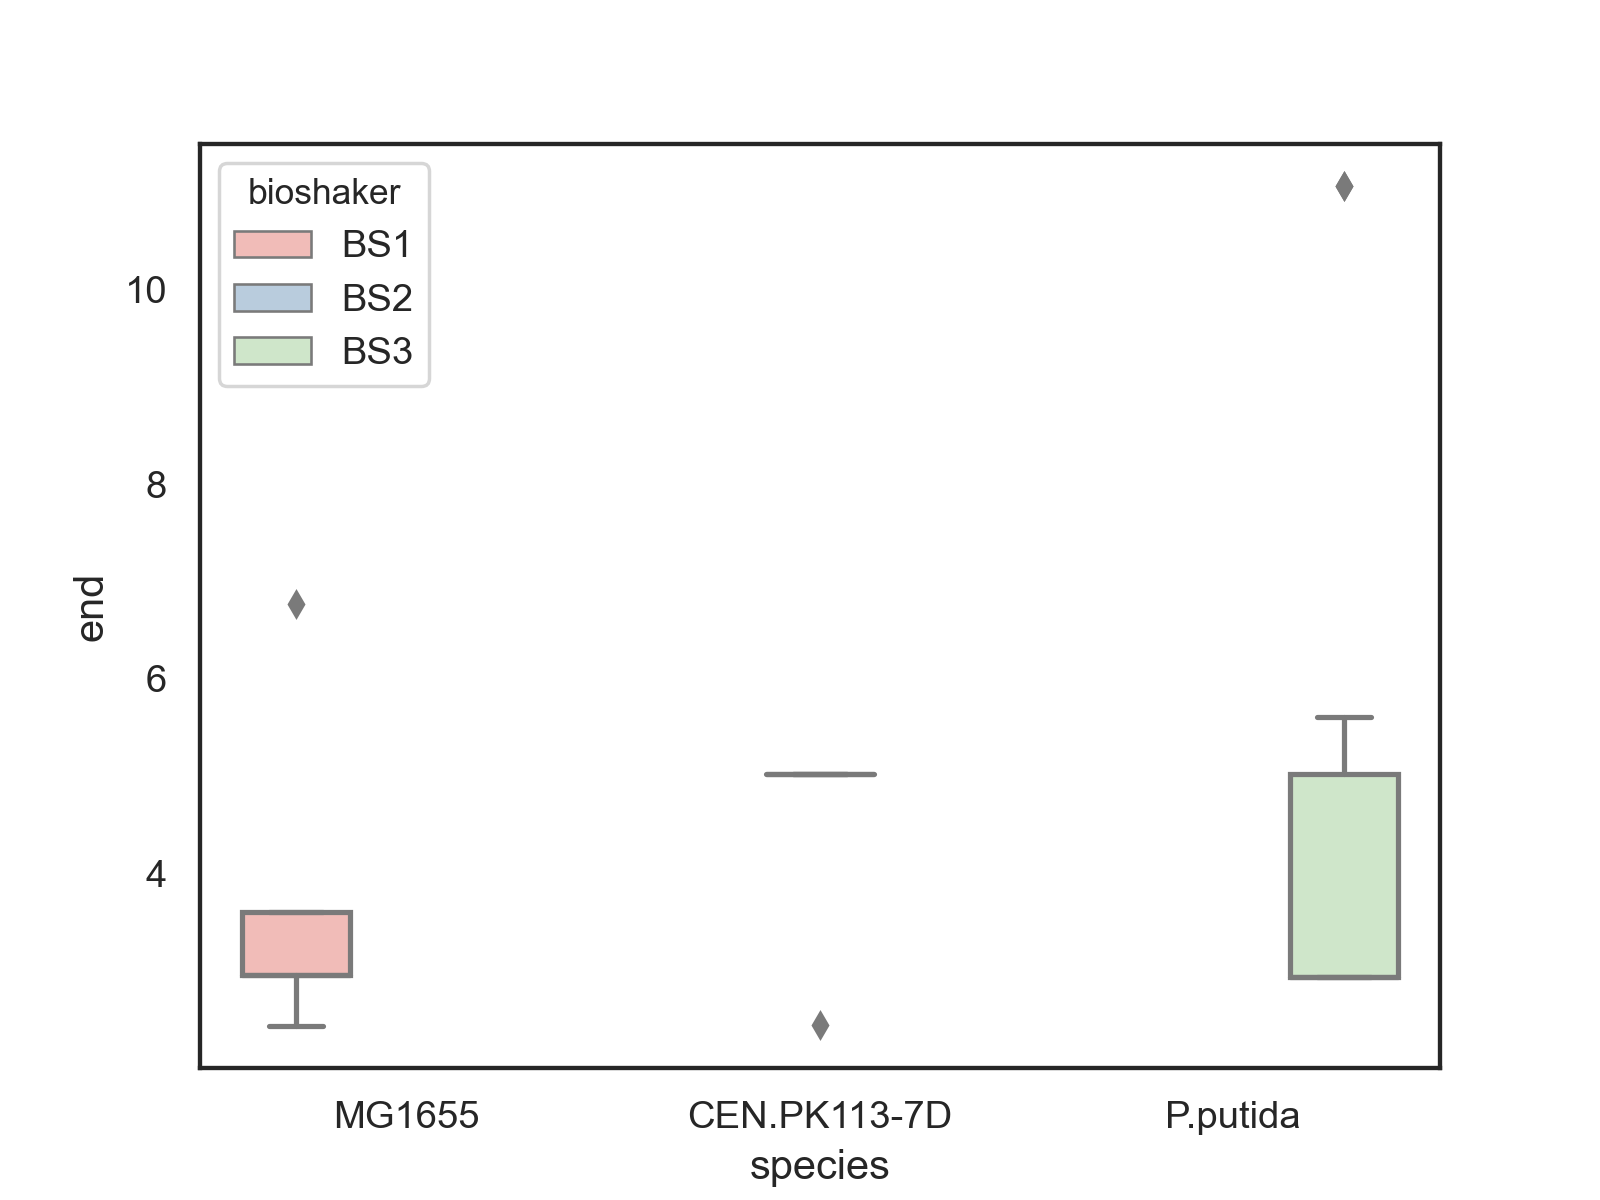 bioshaker
BS1
BS2
BS3
10
8
6
4
end
MG1655
CEN.PK113-7D
P.putida
species